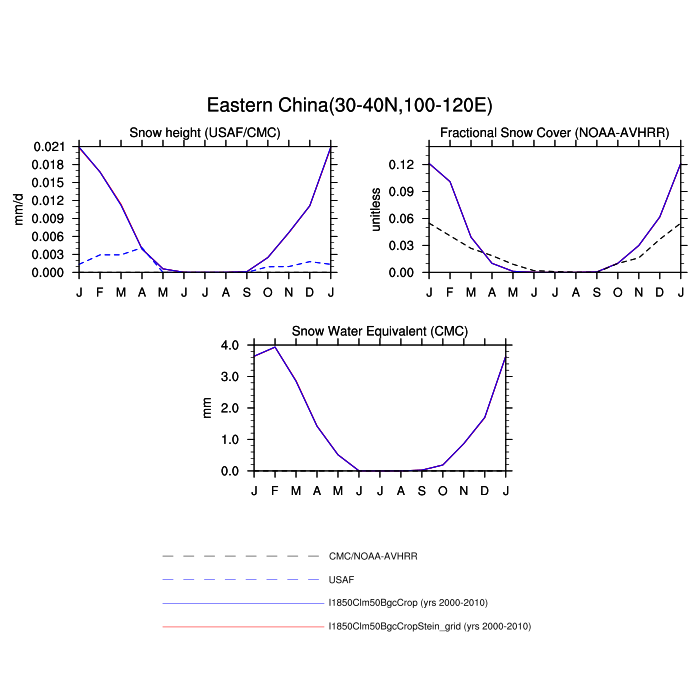 Eastern China(30-40N,100-120E)
Snow height (USAF/CMC)
mm/d
0.021
0.018
0.015
0.012
0.009
0.006
0.003
0.000
J F M A M J J A S O N D J
Fractional Snow Cover (NOAA-AVHRR)
unitless
0.12
0.09
0.06
0.03
0.00
J F M A M J J A S O N D J
Snow Water Equivalent (CMC)
mm
4.0
3.0
2.0
1.0
0.0
J F M A M J J A S O N D J
CMC/NOAA-AVHRR
USAF
I1850Clm50BgcCrop (yrs 2000-2010)
I1850Clm50BgcCropStein_grid (yrs 2000-2010)